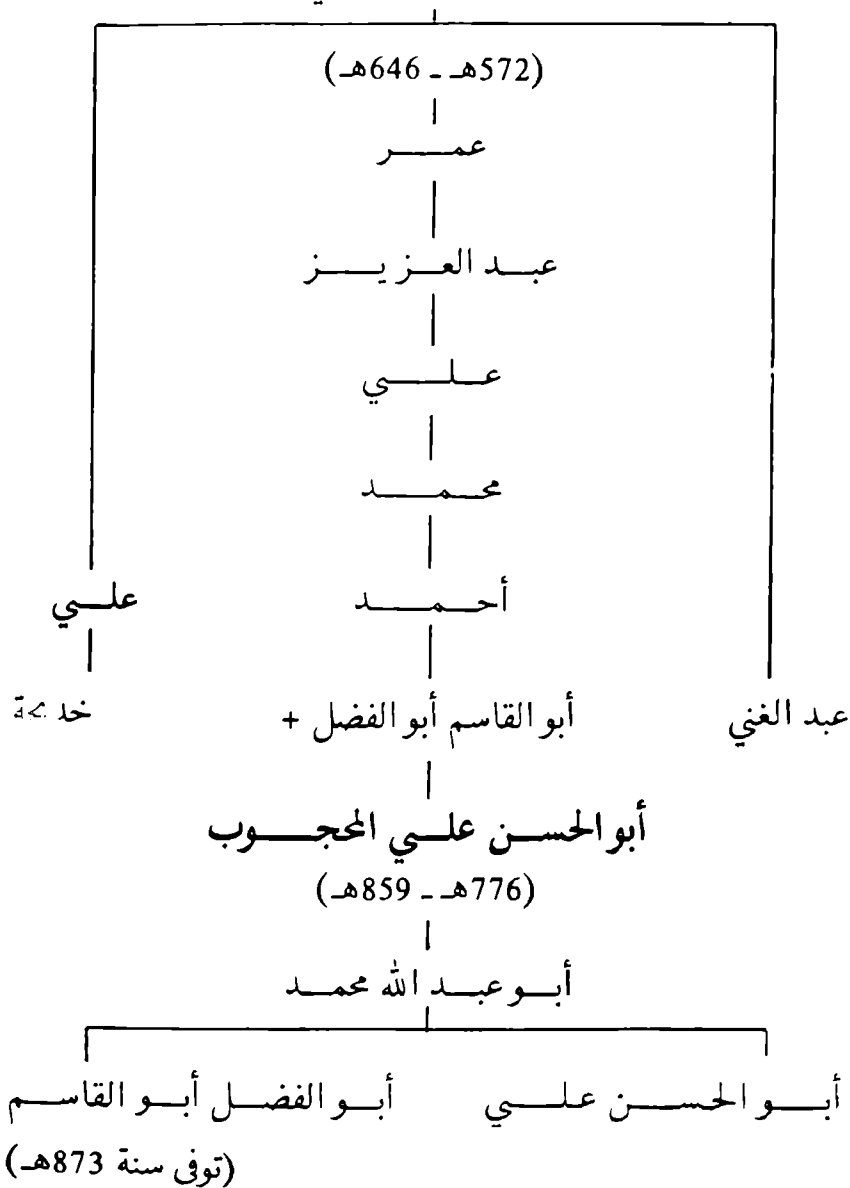 (572هـ ـ 646هـ)
عمر
عبد العزيز
علي
محمد
أحمد
علي
عبد الغني
أبو القاسم أبو الفضل +
خديجة
أبو الحسن علي المحجوب
(776هـ ـ 859هـ)
أبو عبد الله محمد
أبو الحسن علي
أبو الفضل أبو القاسم
(توفى سنة 873هـ)